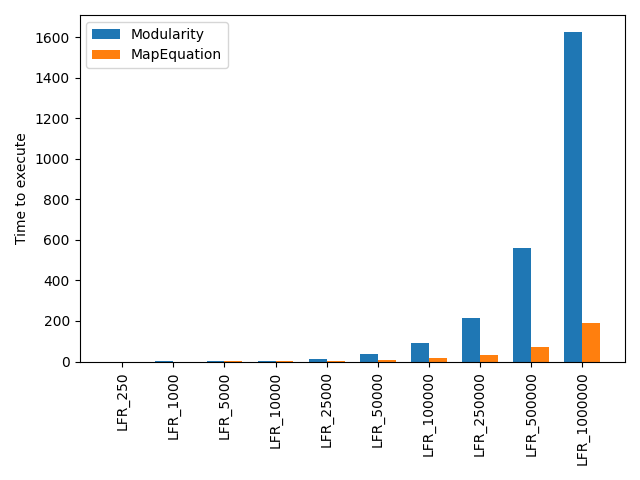 Modularity
MapEquation
Time to execute
1600
1400
1200
1000
800
600
400
200
0
LFR_250
LFR_1000
LFR_5000
LFR_10000
LFR_25000
LFR_50000
LFR_100000
LFR_250000
LFR_500000
LFR_1000000